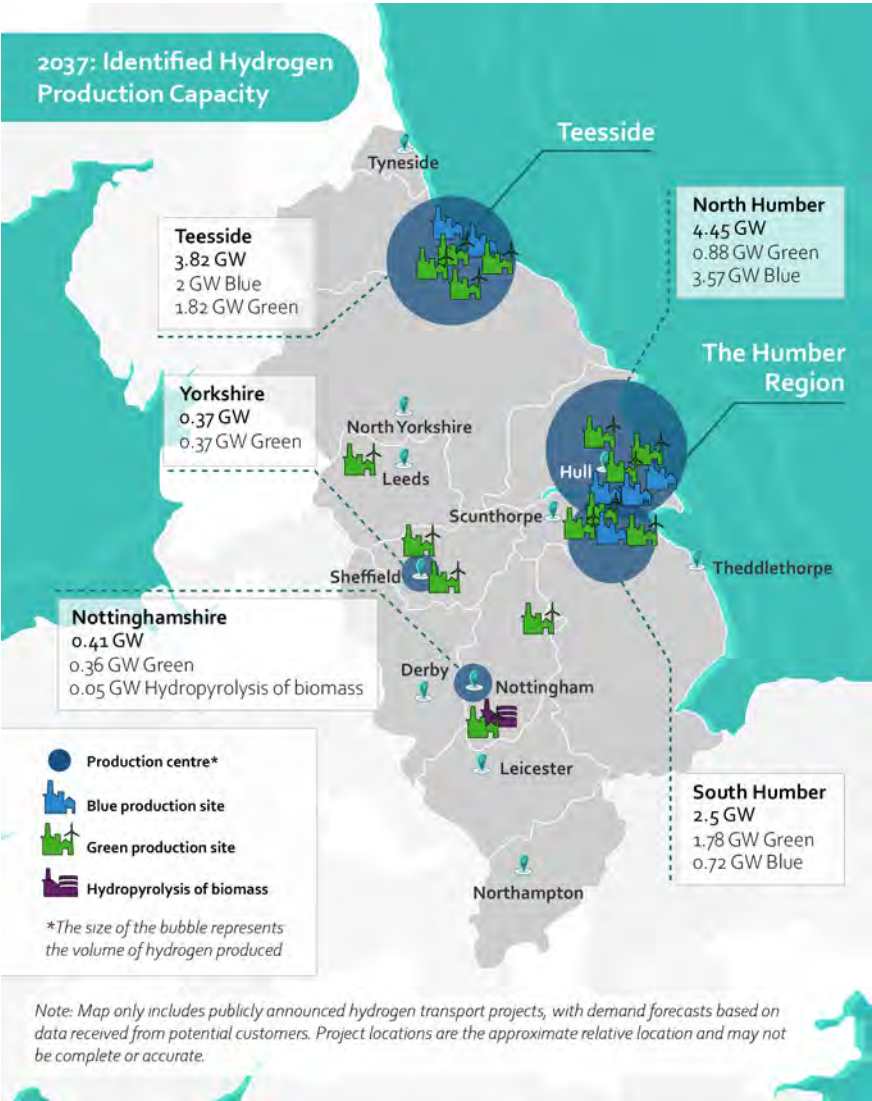 2037: Identified Hydrogen
Production Capacity
Teesside
Tyneside
North Humber
4.45 GW
0.88 GW Green
3.57 GW Blue
Teesside
3.82 GW
2 GW Blue
1.82 GW Green
The Humber
Region
Yorkshire
0.37 GW
0.37 GW Green
North Yorkshire
Leeds
Hull
Scunthorpe
Sheffield
Theddlethorpe
Nottinghamshire
0.41 GW
0.36 GW Green
0.05 GW Hydropyrolysis of biomass
Derby
Nottingham
Leicester
Northampton
South Humber
2.5 GW
1.78 GW Green
0.72 GW Blue
Production centre*
Blue production site
Green production site
Hydropyrolysis of biomass
*The size of the bubble represents
the volume of hydrogen produced
Note: Map only includes publicly announced hydrogen transport projects, with demand forecasts based on
data received from potential customers. Project locations are the approximate relative location and may not
be complete or accurate.